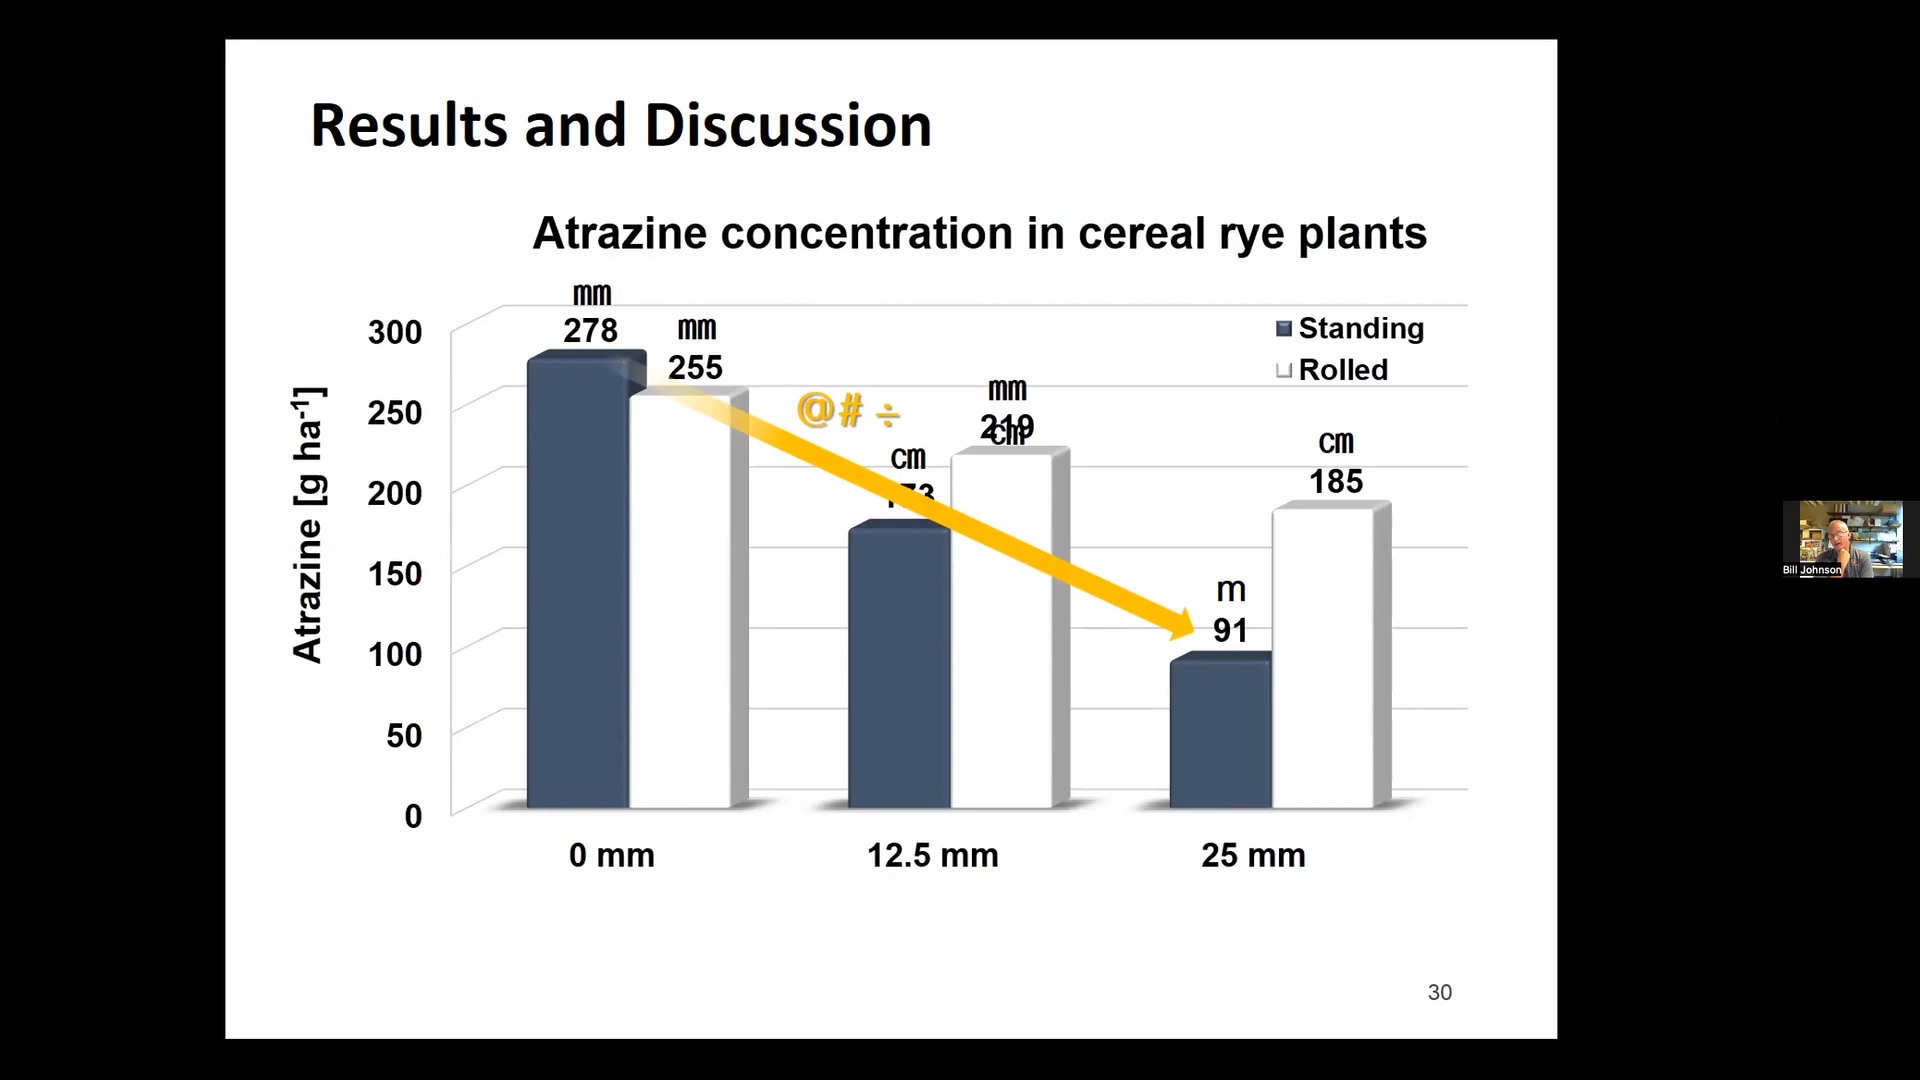 Results and Discussion
Atrazine concentration in cereal rye plants
Standing
Rolled
Atrazine [g ha-1]
300
250
200
150
100
50
0
㎜
278
㎜
255
@# ÷
㎝
㎜
219
㎝
m
91
㎝
185
0 mm
12.5 mm
25 mm
30
Bill Johnson